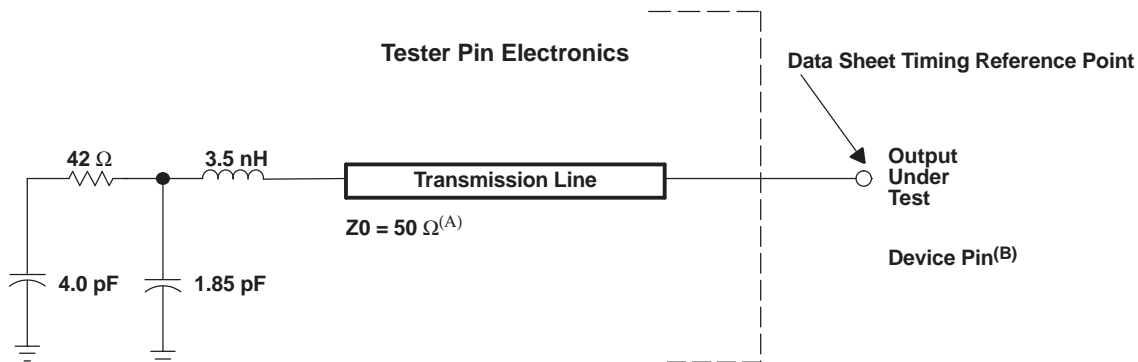 Tester Pin Electronics
Data Sheet Timing Reference Point
42 Ω
3.5 nH
Transmission Line
Output
Under
Test
Z0 = 50 Ω(A)
Device Pin(B)
4.0 pF
1.85 pF